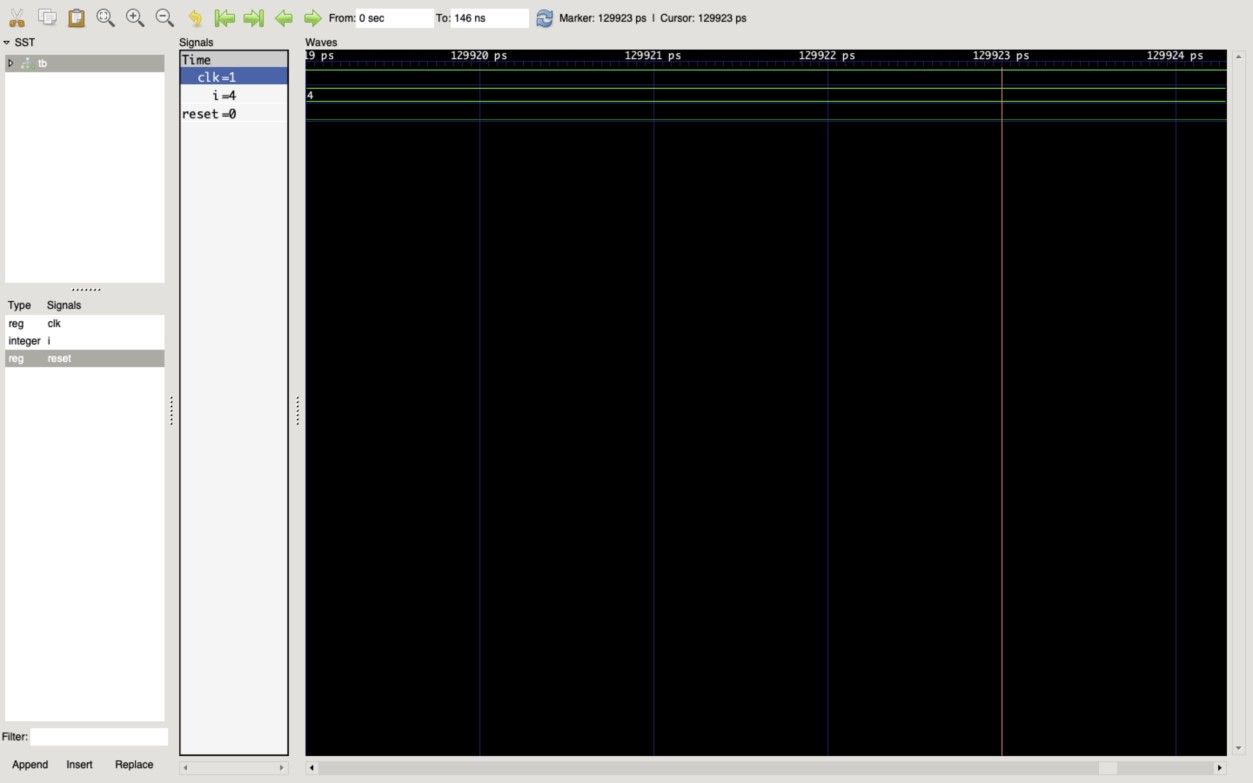 From: 0 sec To: 146 ns Marker: 129923 ps | Cursor: 129923 ps
SST
tb
Type Signals
reg clk
integer i
reg reset
Filter:
Append Insert Replace
Signals
Time
clk=1
i=4
reset=0
Waves
19 ps 129920 ps 129921 ps 129922 ps 129923 ps 129924 ps
4